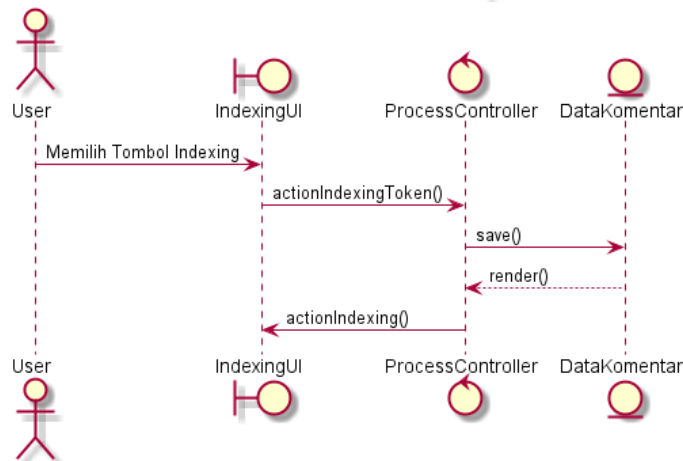 User IndexingUI ProcessController DataKomentar
Memilih Tombol Indexing
actionIndexingToken()
save()
render()
actionIndexing()
User IndexingUI ProcessController DataKomentar